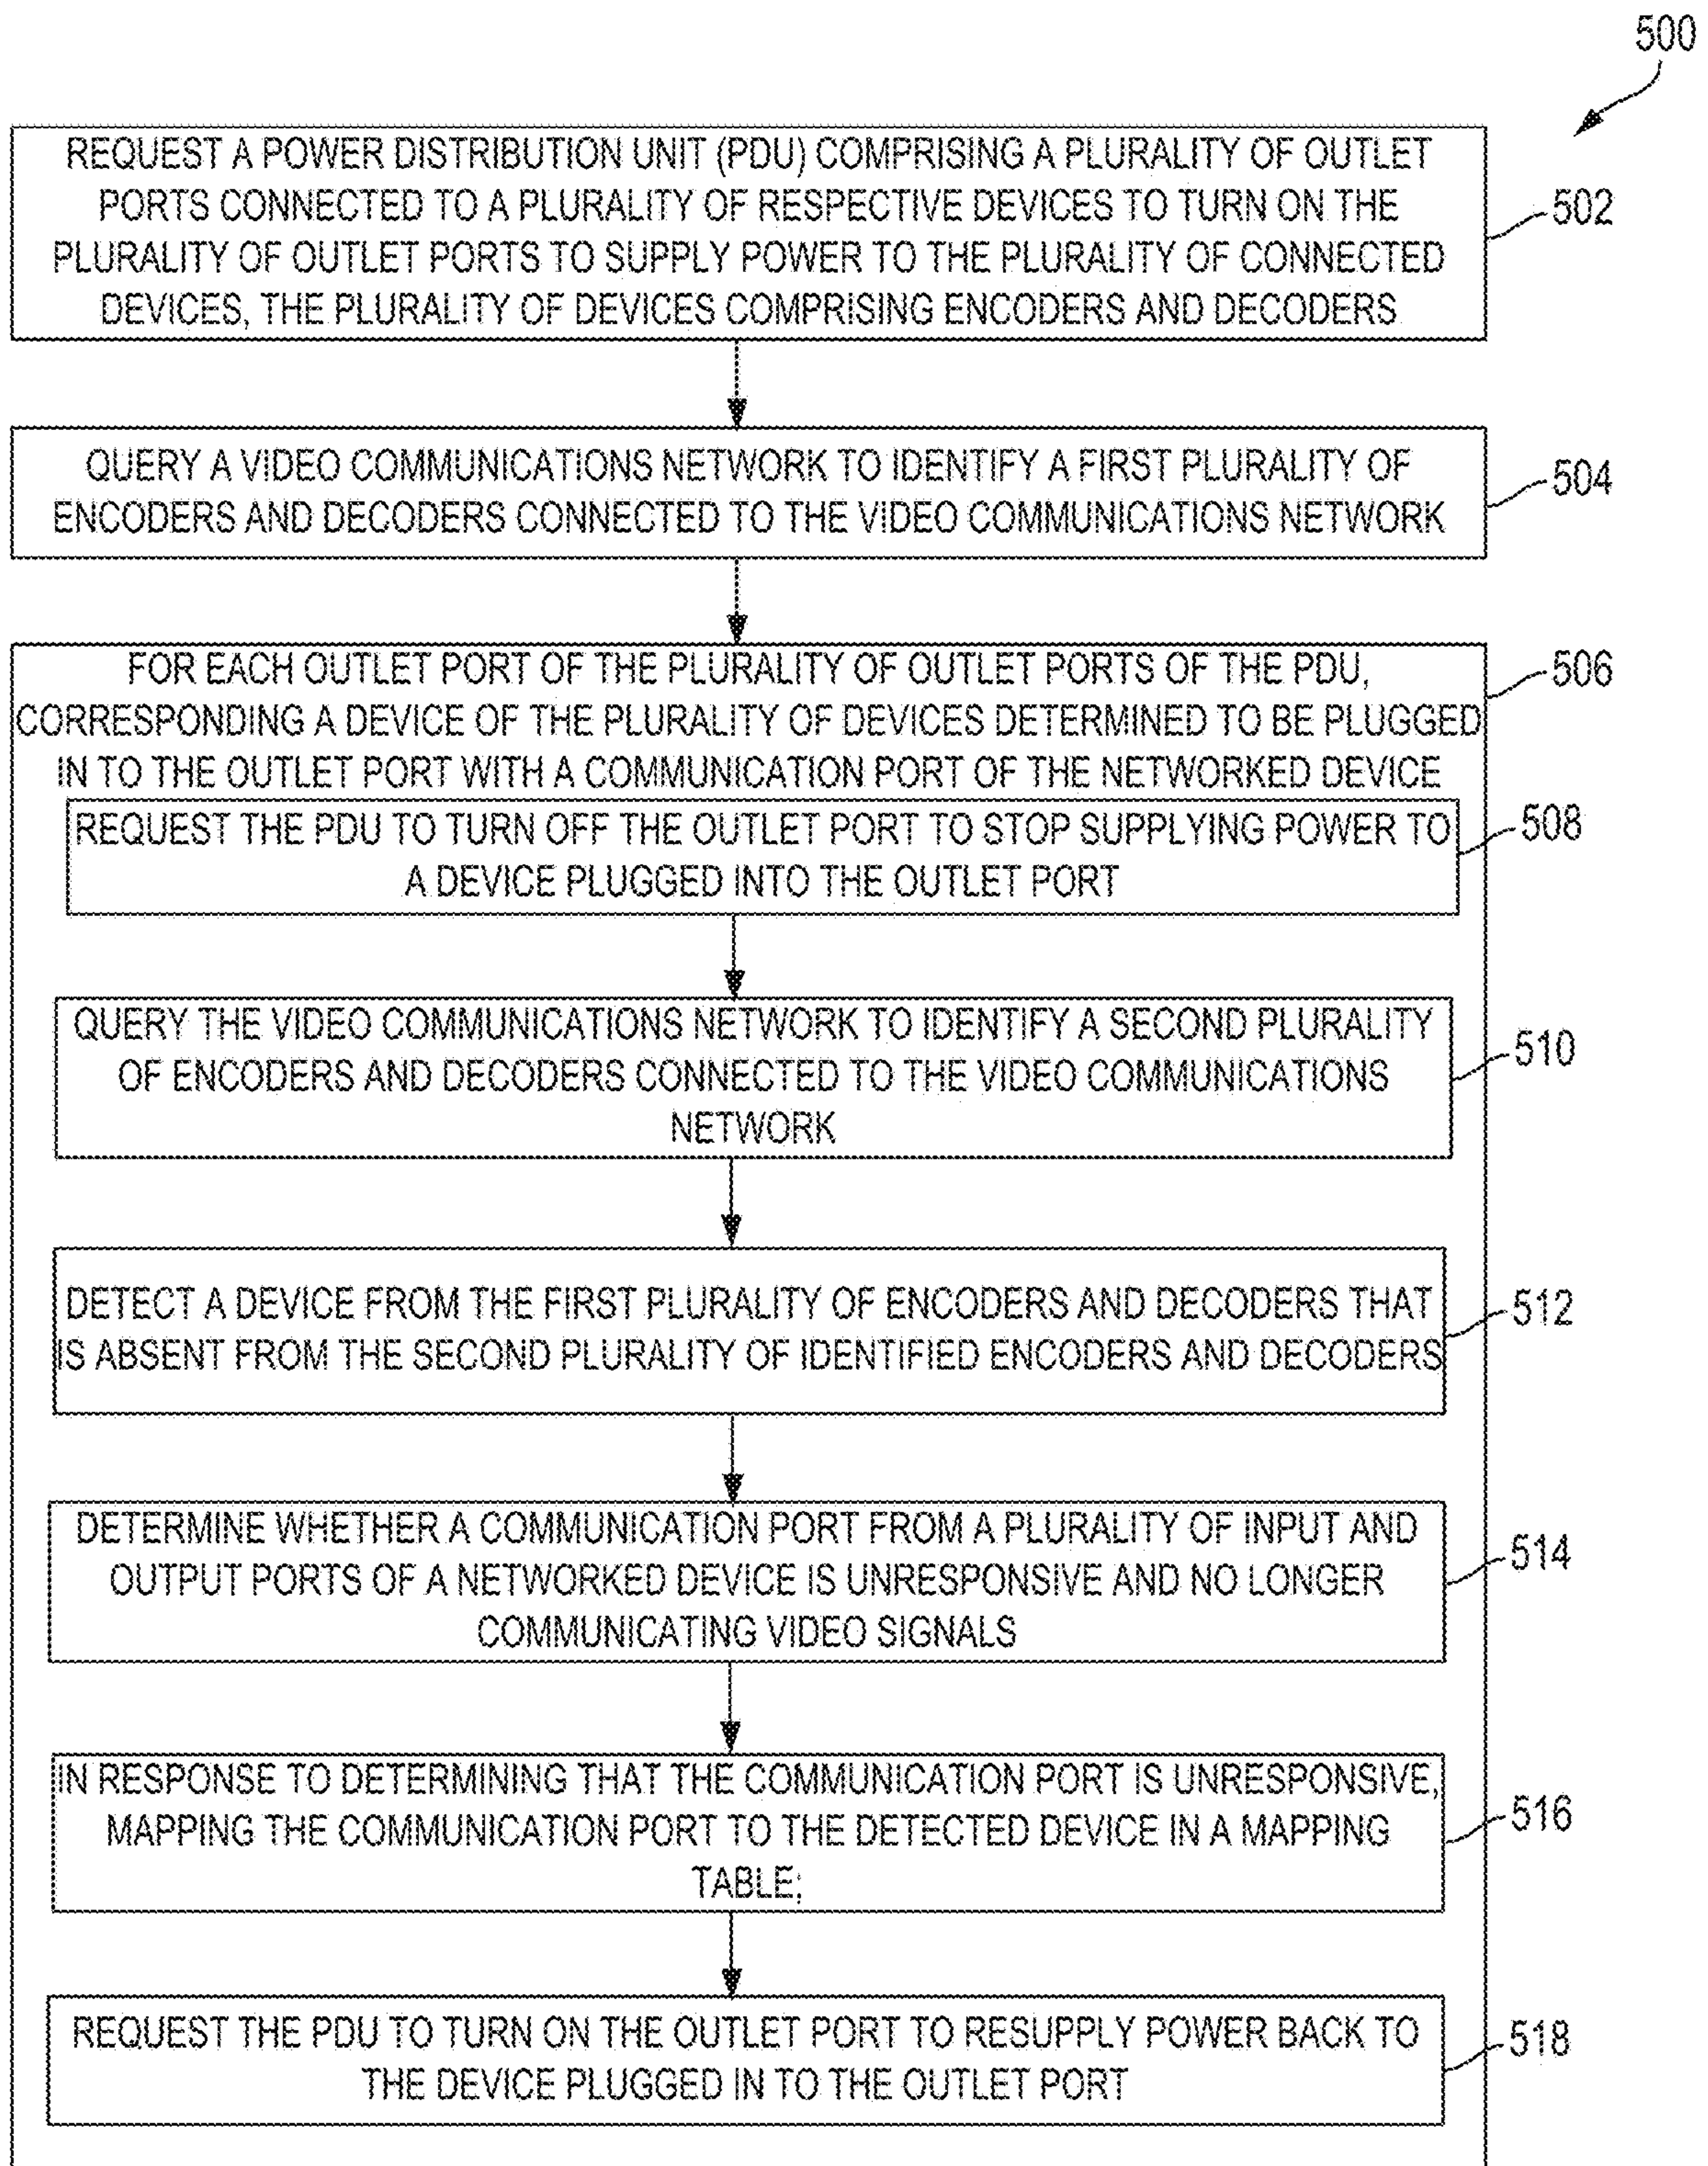 500
REQUEST A POWER DISTRIBUTION UNIT (PDU) COMPRISING A PLURALITY OF OUTLET
PORTS CONNECTED TO A PLURALITY OF RESPECTIVE DEVICES TO TURN ON THE
PLURALITY OF OUTLET PORTS TO SUPPLY POWER TO THE PLURALITY OF CONNECTED
DEVICES, THE PLURALITY OF DEVICES COMPRISING ENCODERS AND DECODERS
502
QUERY A VIDEO COMMUNICATIONS NETWORK TO IDENTIFY A FIRST PLURALITY OF
ENCODERS AND DECODERS CONNECTED TO THE VIDEO COMMUNICATIONS NETWORK
504
FOR EACH OUTLET PORT OF THE PLURALITY OF OUTLET PORTS OF THE PDU,
CORRESPONDING A DEVICE OF THE PLURALITY OF DEVICES DETERMINED TO BE PLUGGED
IN TO THE OUTLET PORT WITH A COMMUNICATION PORT OF THE NETWORKED DEVICE
506
REQUEST THE PDU TO TURN OFF THE OUTLET PORT TO STOP SUPPLYING POWER TO
A DEVICE PLUGGED INTO THE OUTLET PORT
508
QUERY THE VIDEO COMMUNICATIONS NETWORK TO IDENTIFY A SECOND PLURALITY
OF ENCODERS AND DECODERS CONNECTED TO THE VIDEO COMMUNICATIONS
NETWORK
510
DETECT A DEVICE FROM THE FIRST PLURALITY OF ENCODERS AND DECODERS THAT
IS ABSENT FROM THE SECOND PLURALITY OF IDENTIFIED ENCODERS AND DECODERS
512
DETERMINE WHETHER A COMMUNICATION PORT FROM A PLURALITY OF INPUT AND
OUTPUT PORTS OF A NETWORKED DEVICE IS UNRESPONSIVE AND NO LONGER
COMMUNICATING VIDEO SIGNALS
514
IN RESPONSE TO DETERMINING THAT THE COMMUNICATION PORT IS UNRESPONSIVE,
MAPPING THE COMMUNICATION PORT TO THE DETECTED DEVICE IN A MAPPING
TABLE;
516
REQUEST THE PDU TO TURN ON THE OUTLET PORT TO RESUPPLY POWER BACK TO
THE DEVICE PLUGGED IN TO THE OUTLET PORT
518